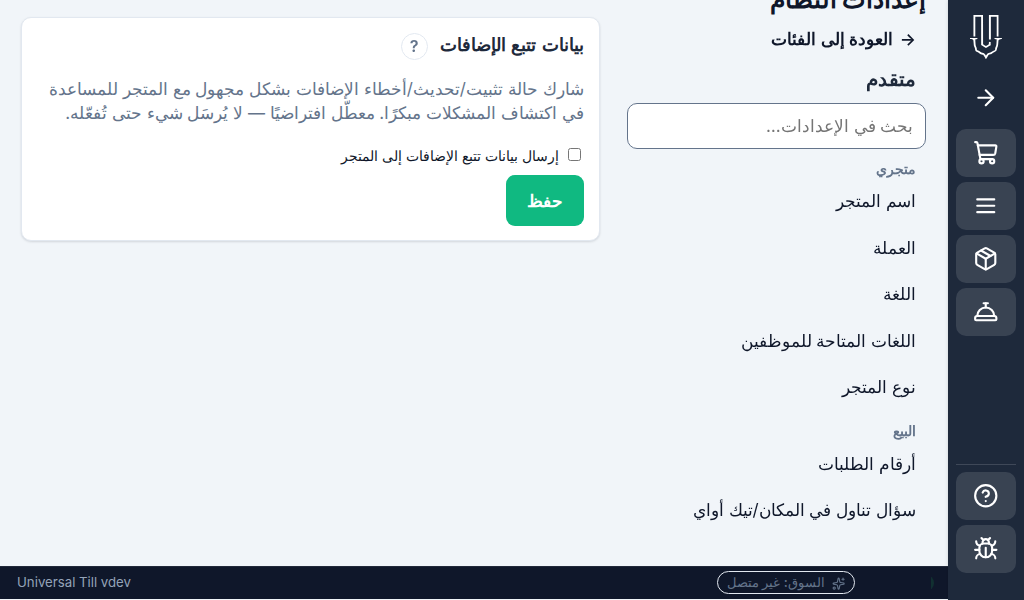 إعدادات النظام
→ العودة إلى الفئات
متقدم
بحث في الإعدادات...
متجري
اسم المتجر
العملة
اللغة
اللغات المتاحة للموظفين
نوع المتجر
البيع
أرقام الطلبات
سؤال تناول في المكان/تيك أواي
بيانات تتبع الإضافات ?
شارك حالة تثبيت/تحديث/أخطاء الإضافات بشكل مجهول مع المتجر للمساعدة
في اكتشاف المشكلات مبكرًا. معطّل افتراضيًا — لا يُرسَل شيء حتى تُفعّله.
إرسال بيانات تتبع الإضافات إلى المتجر
حفظ
السوق: غير متصل
Universal Till vdev